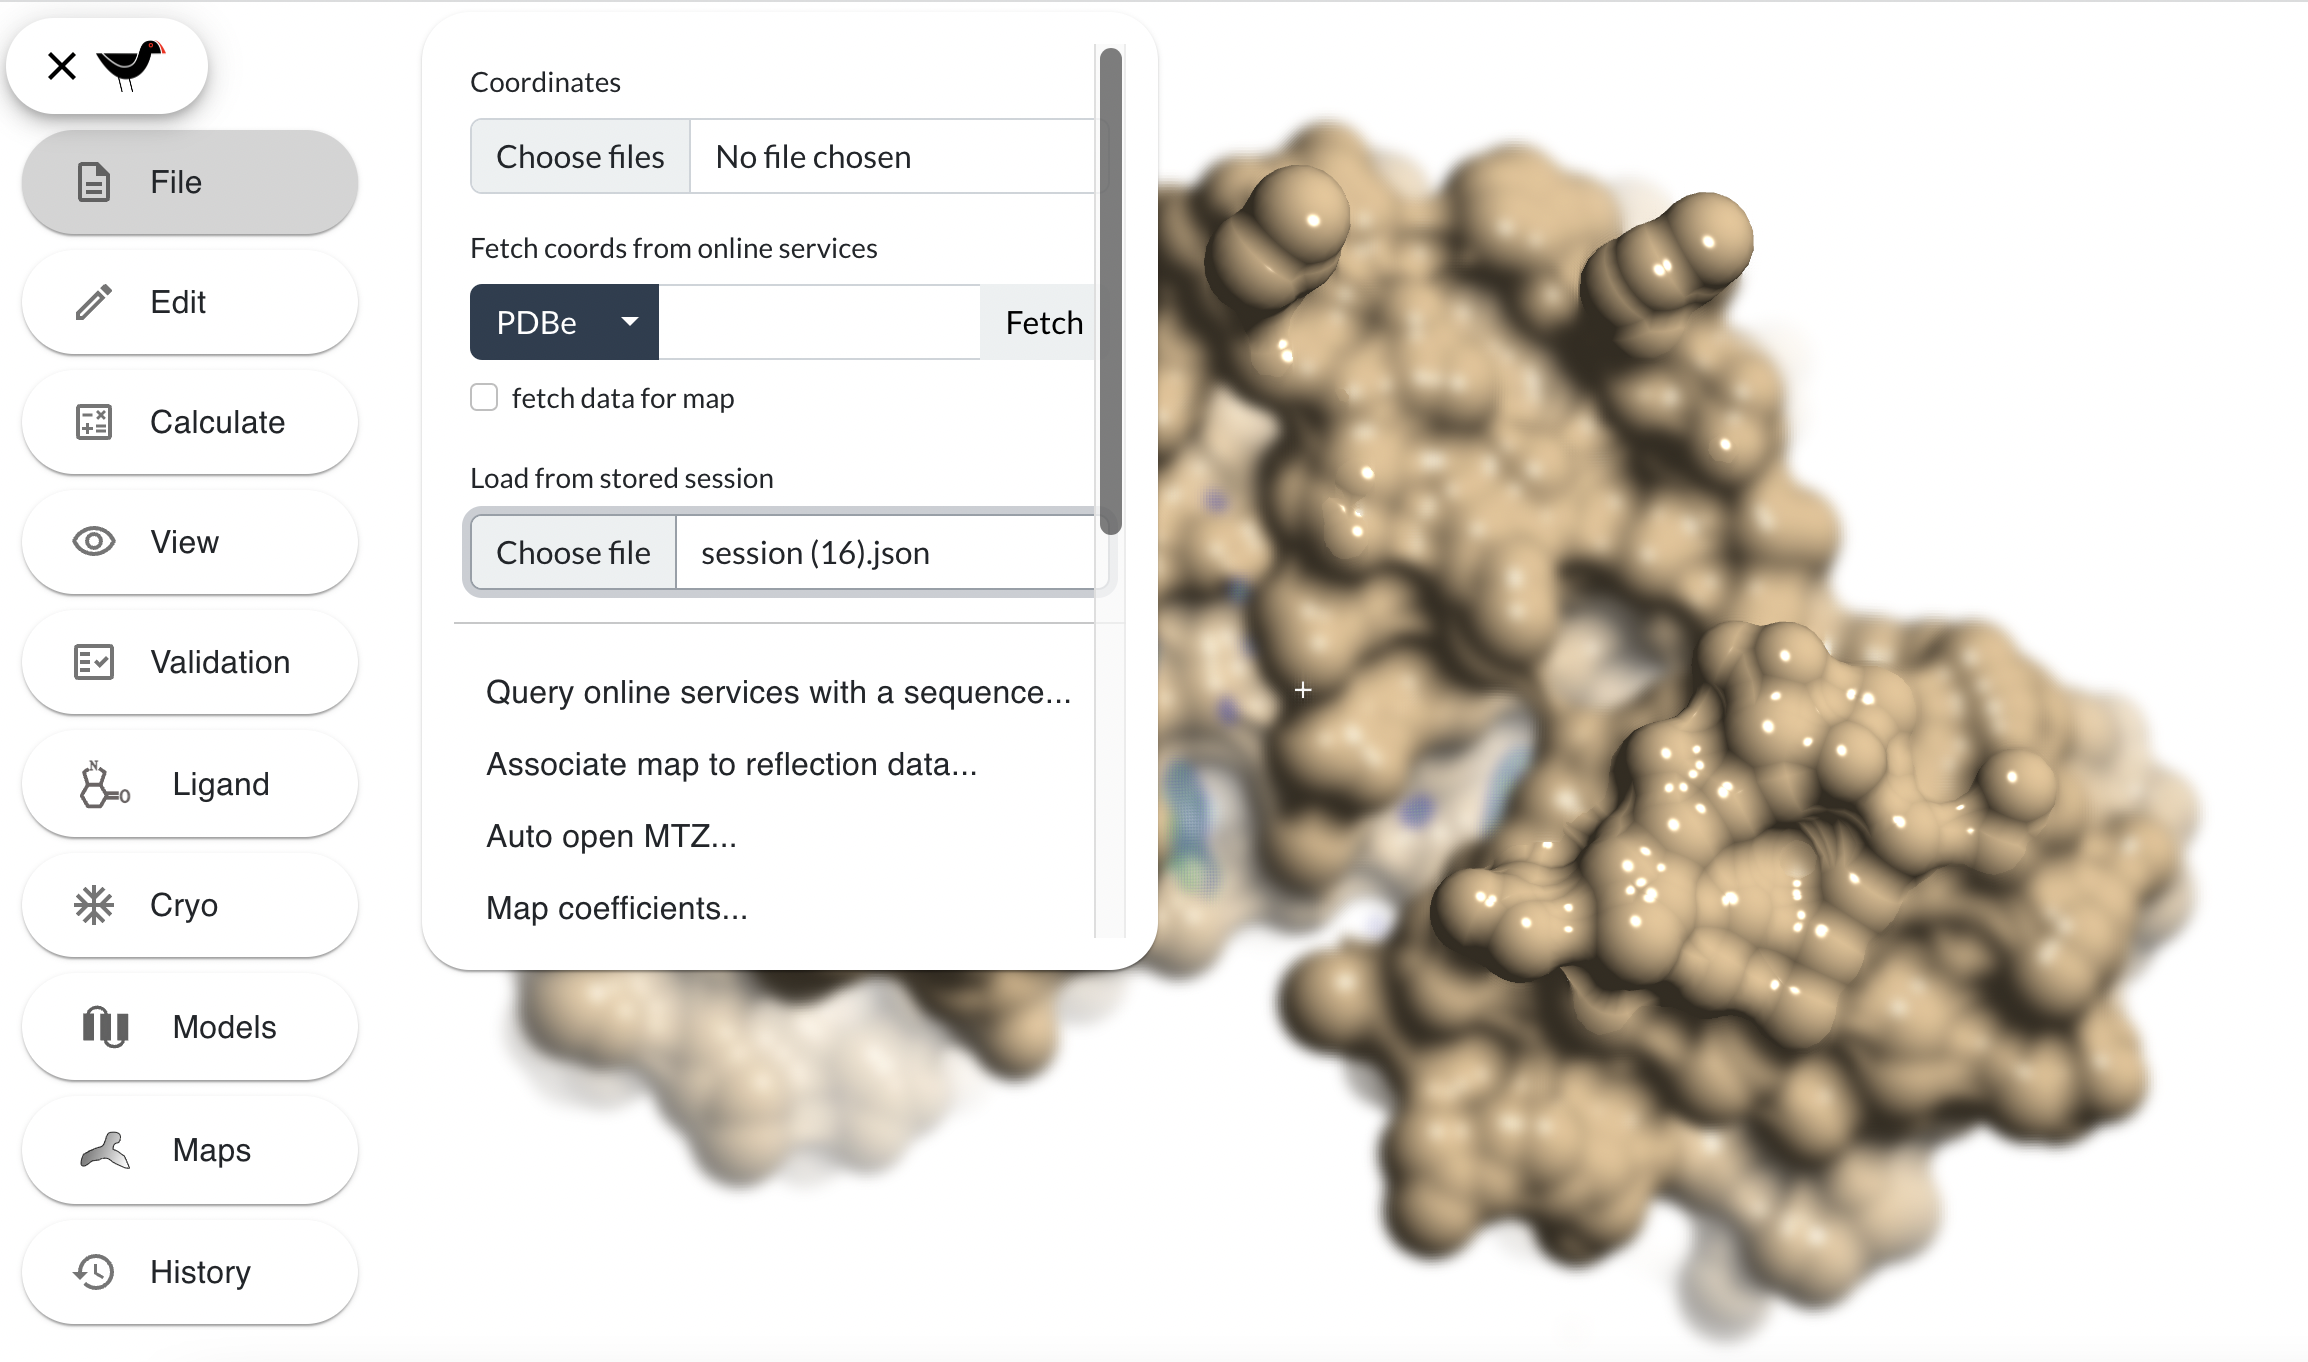 File
Edit
Calculate
View
Validation
Ligand
Cryo
Models
Maps
History
Coordinates
Choose files No file chosen
Fetch coords from online services
PDBe Fetch
fetch data for map
Load from stored session
Choose file session (16).json
Query online services with a sequence...
Associate map to reflection data...
Auto open MTZ...
Map coefficients...